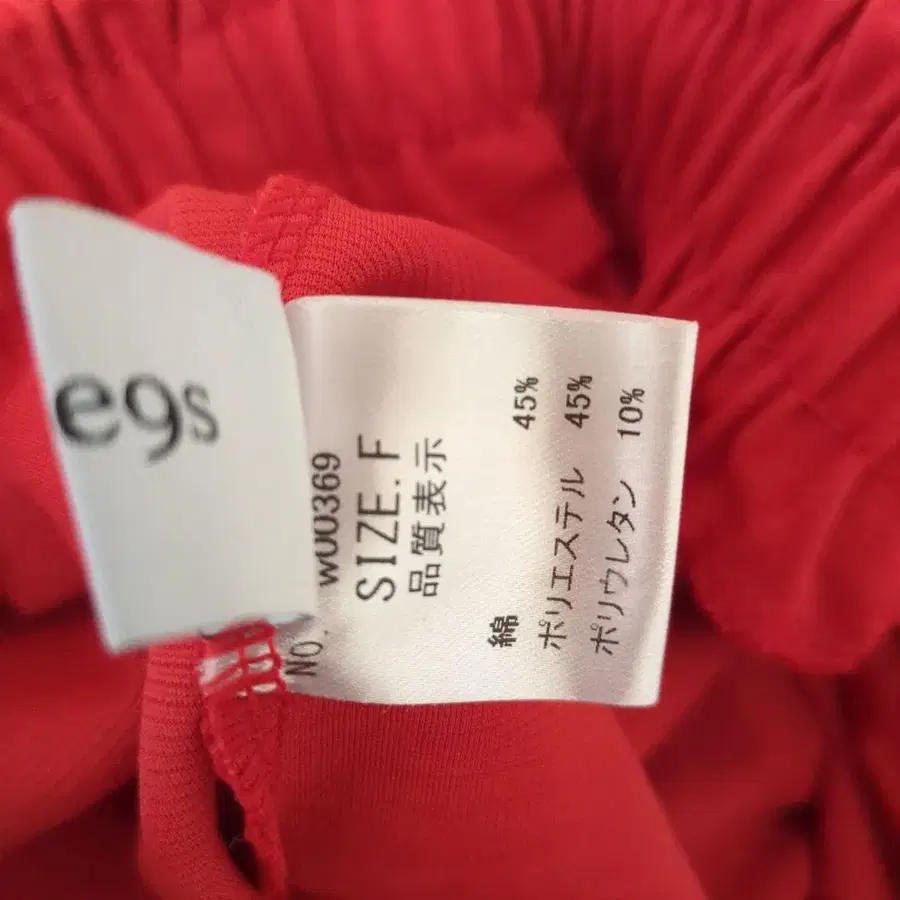 egs
NO. W00369
SIZE.F
品質表示
綿 45%
ポリエステル 45%
ポリウレタン 10%